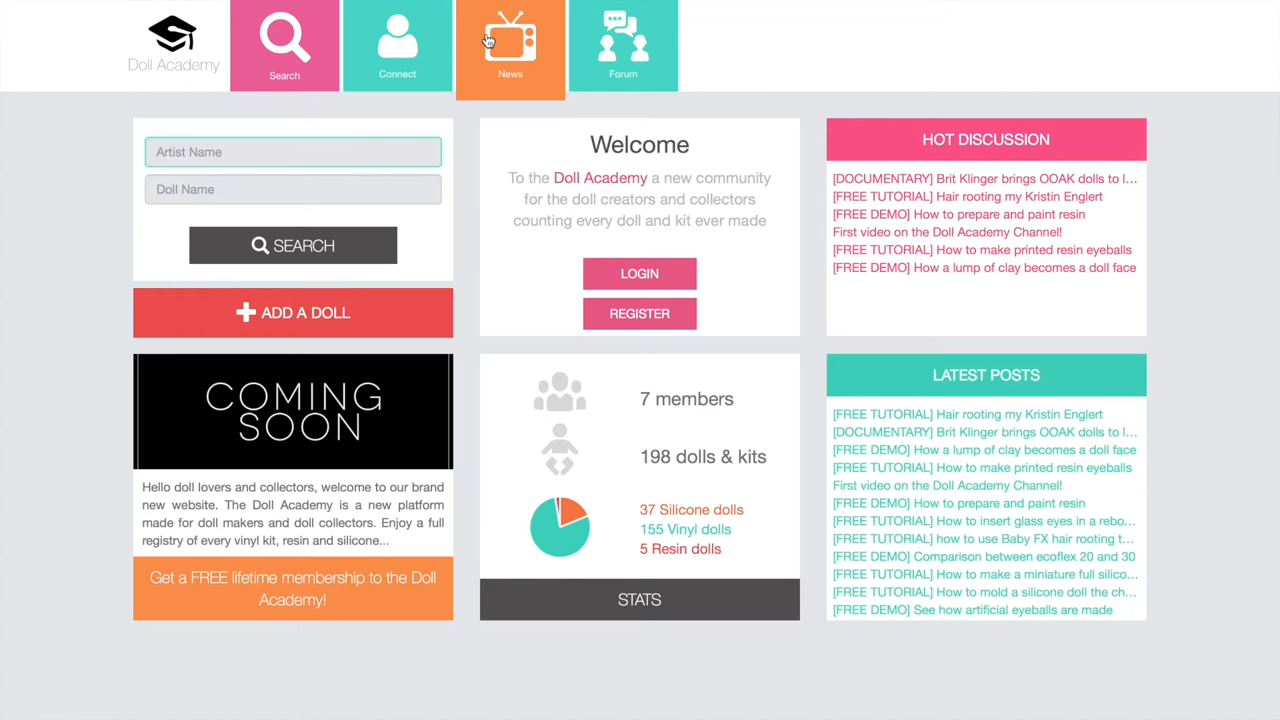 Doll Academy
Search
Connect
News
Forum
Artist Name
Doll Name
SEARCH
ADD A DOLL
COMING
SOON
Hello doll lovers and collectors, welcome to our brand
new website. The Doll Academy is a new platform
made for doll makers and doll collectors. Enjoy a full
registry of every vinyl kit, resin and silicone...
Get a FREE lifetime membership to the Doll
Academy!
Welcome
To the Doll Academy a new community
for the doll creators and collectors
counting every doll and kit ever made
LOGIN
REGISTER
7 members
198 dolls & kits
37 Silicone dolls
155 Vinyl dolls
5 Resin dolls
STATS
HOT DISCUSSION
[DOCUMENTARY] Brit Klinger brings OOAK dolls to l...
[FREE TUTORIAL] Hair rooting my Kristin Englert
[FREE DEMO] How to prepare and paint resin
First video on the Doll Academy Channel!
[FREE TUTORIAL] How to make printed resin eyeballs
[FREE DEMO] How a lump of clay becomes a doll face
LATEST POSTS
[FREE TUTORIAL] Hair rooting my Kristin Englert
[DOCUMENTARY] Brit Klinger brings OOAK dolls to l...
[FREE DEMO] How a lump of clay becomes a doll face
[FREE TUTORIAL] How to make printed resin eyeballs
First video on the Doll Academy Channel!
[FREE DEMO] How to prepare and paint resin
[FREE TUTORIAL] How to insert glass eyes in a rebo...
[FREE TUTORIAL] how to use Baby FX hair rooting t...
[FREE DEMO] Comparison between ecoflex 20 and 30
[FREE TUTORIAL] How to make a miniature full silico...
[FREE TUTORIAL] How to mold a silicone doll the ch...
[FREE DEMO] See how artificial eyeballs are made